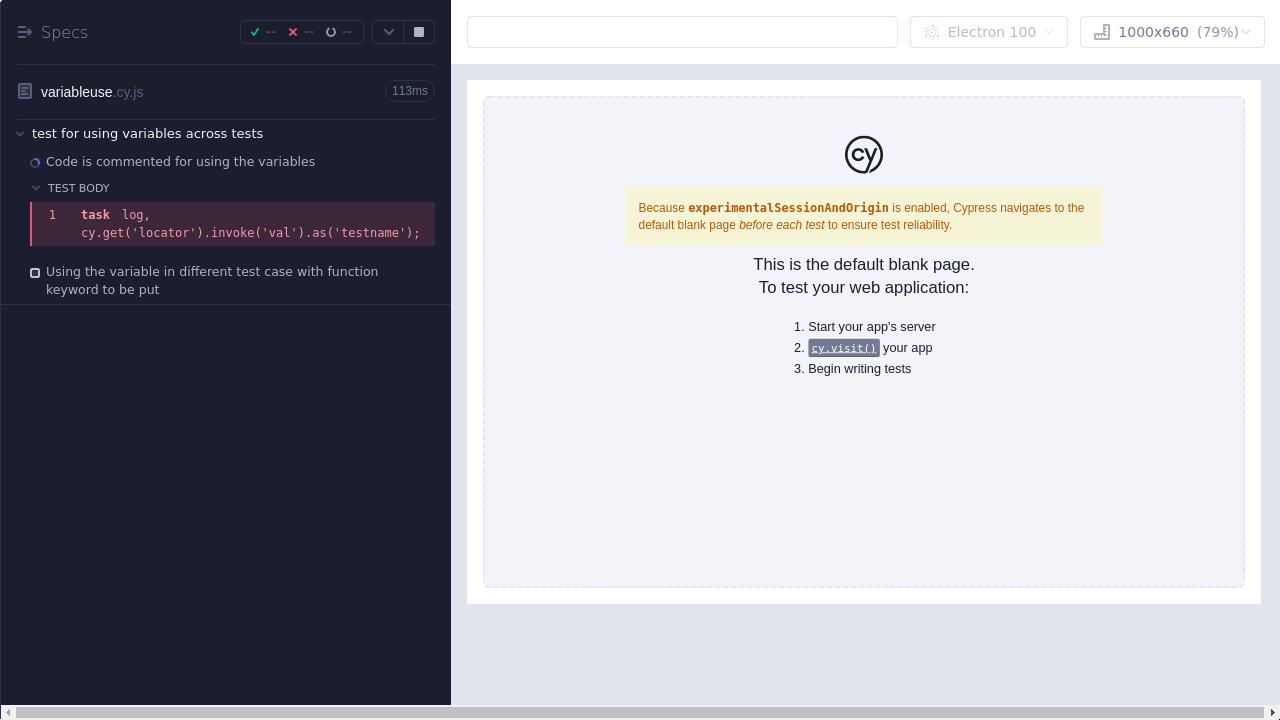 Specs
--
--
--
Electron 100
1000x660 (79%)
variableuse.cy.js
113ms
test for using variables across tests
Code is commented for using the variables
TEST BODY
1 task log,
cy.get('locator').invoke('val').as('testname');
Using the variable in different test case with function
keyword to be put
cy
Because experimentalSessionAndOrigin is enabled, Cypress navigates to the
default blank page before each test to ensure test reliability.
This is the default blank page.
To test your web application:
1. Start your app's server
2. cy.visit() your app
3. Begin writing tests